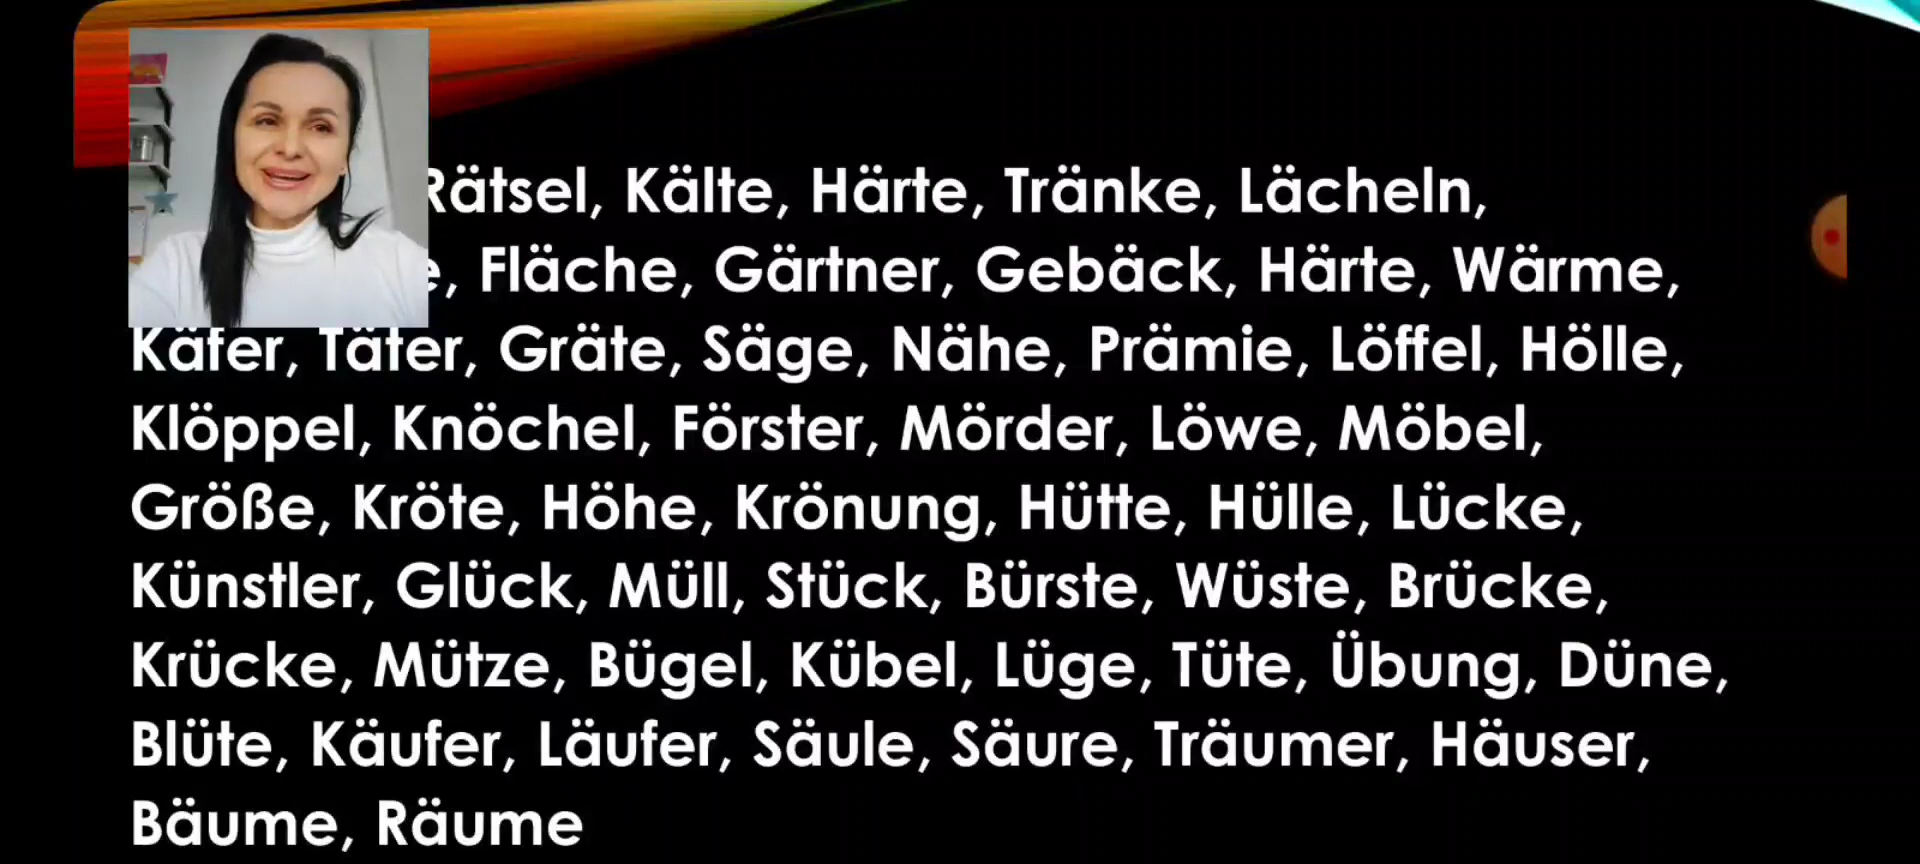 Rätsel, Kälte, Härte, Tränke, Lächeln,
Fläche, Gärtner, Gebäck, Härte, Wärme,
Käfer, Täter, Gräte, Säge, Nähe, Prämie, Löffel, Hölle,
Klöppel, Knöchel, Förster, Mörder, Löwe, Möbel,
Größe, Kröte, Höhe, Krönung, Hütte, Hülle, Lücke,
Künstler, Glück, Müll, Stück, Bürste, Wüste, Brücke,
Krücke, Mütze, Bügel, Kübel, Lüge, Tüte, Übung, Düne,
Blüte, Käufer, Läufer, Säule, Säure, Träumer, Häuser,
Bäume, Räume